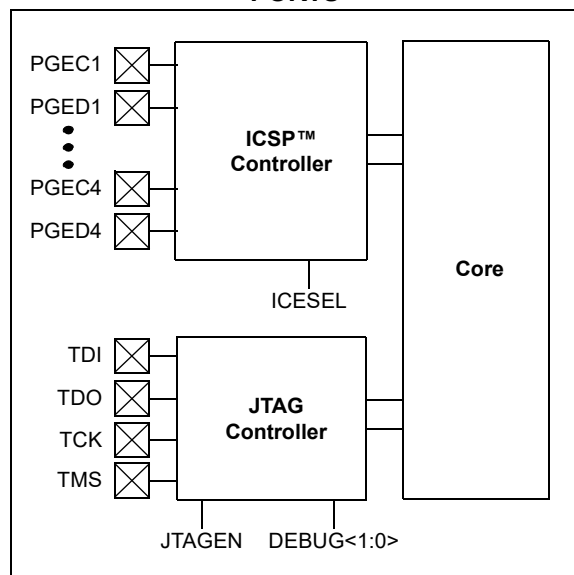 PGEC1
PGED1
ICSP™
Controller
PGEC4
PGED4
Core
ICESEL
TDI
TDO
JTAG
Controller
TCK
TMS
JTAGEN DEBUG<1:0>